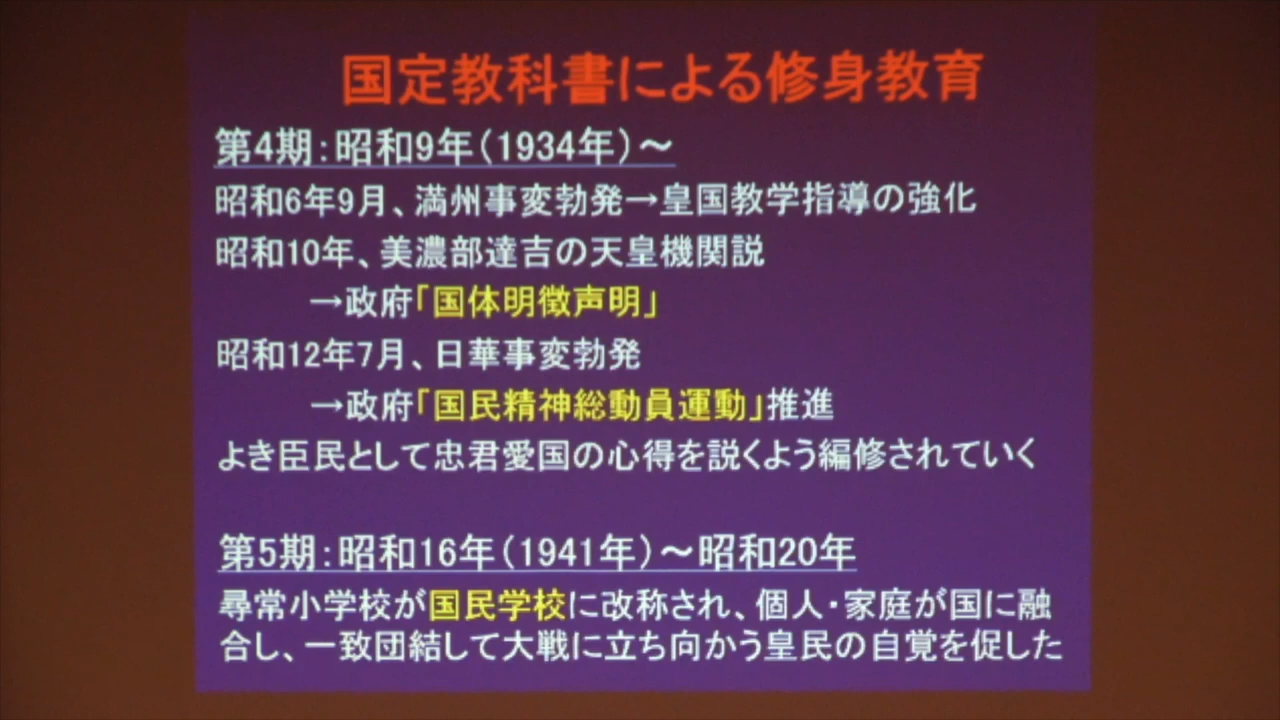 国定教科書による修身教育
第4期:昭和9年(1934年)~
昭和6年9月、満州事変勃発→皇国教学指導の強化
昭和10年、美濃部達吉の天皇機関説
→政府「国体明徴声明」
昭和12年7月、日華事変勃発
→政府「国民精神総動員運動」推進
よき臣民として忠君愛国の心得を説くよう編修されていく
第5期:昭和16年(1941年)~昭和20年
尋常小学校が国民学校に改称され、個人・家庭が国に融
合し、一致団結して大戦に立ち向かう皇民の自覚を促した